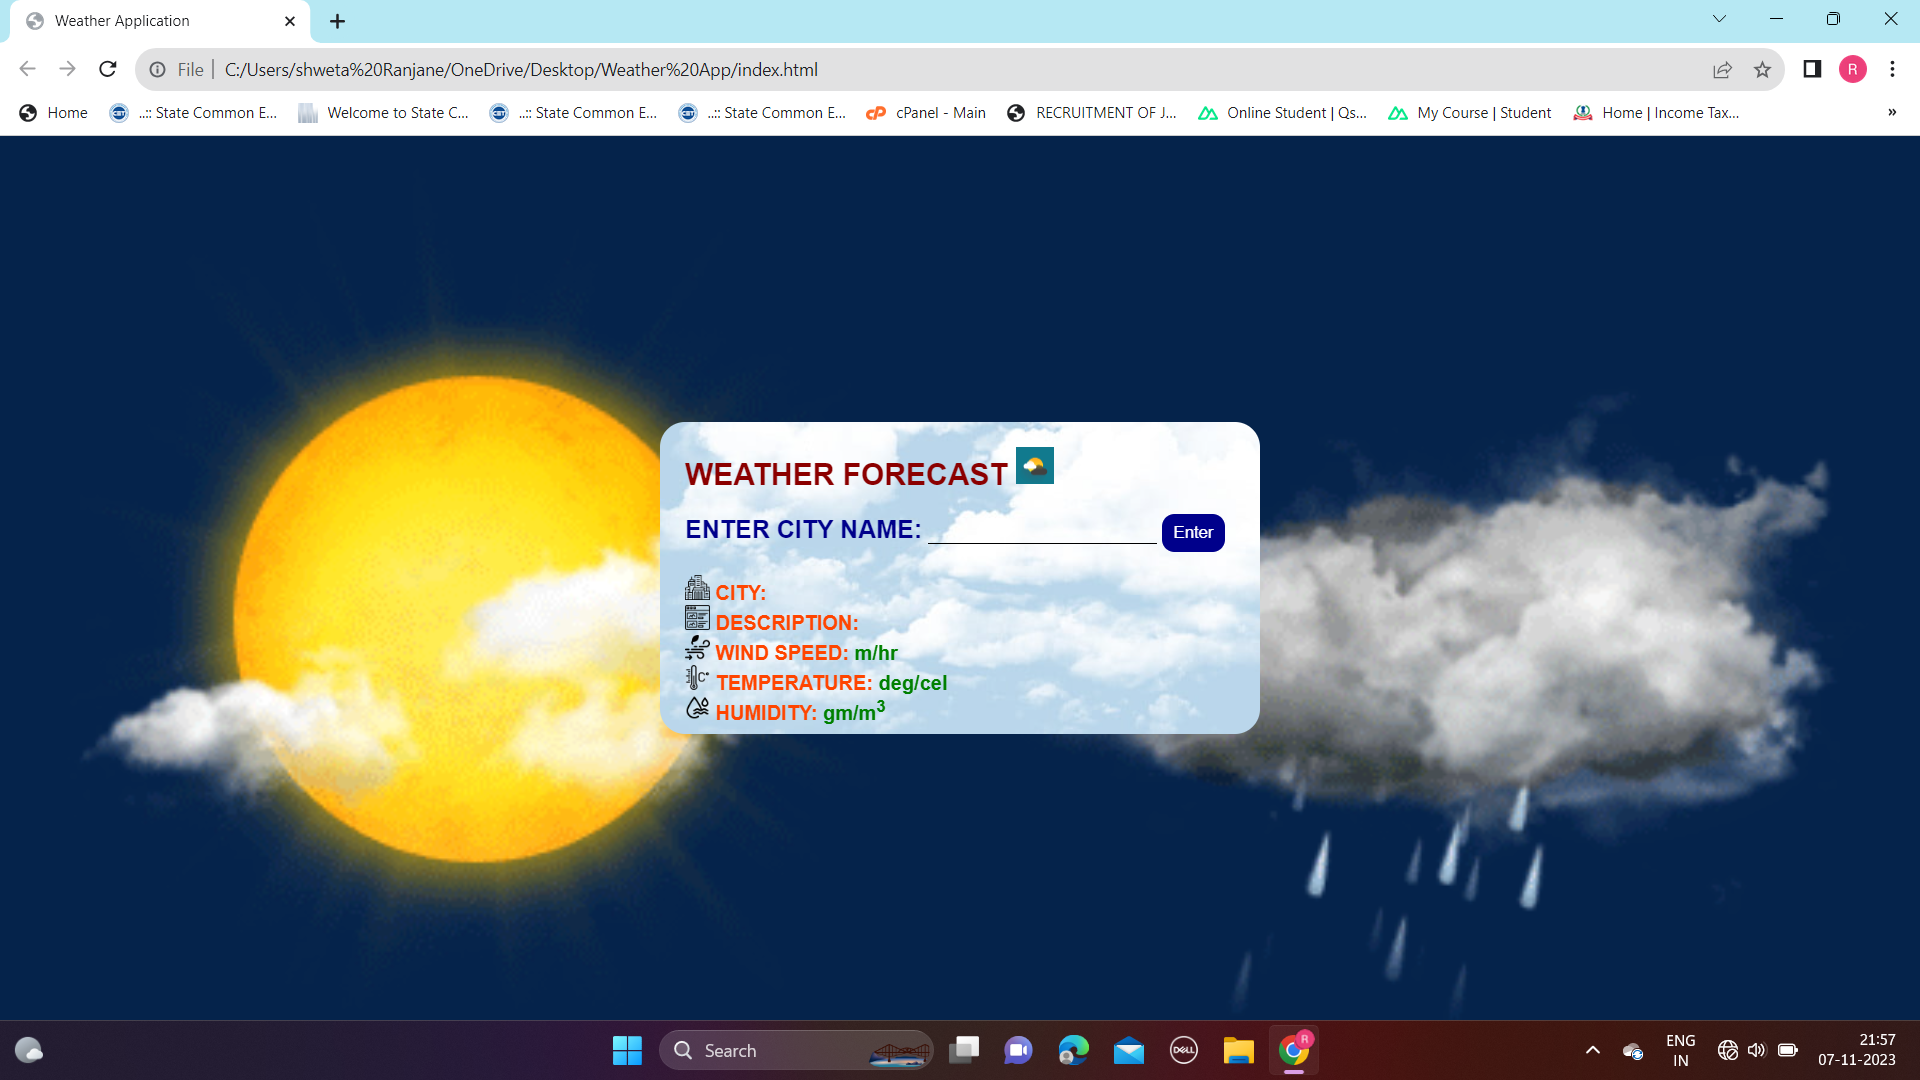 Weather Application
File C:/Users/shweta%20Ranjane/OneDrive/Desktop/Weather%20App/index.html
R
Home ..:: State Common E... Welcome to State C... ..:: State Common E... ..:: State Common E... cPanel - Main RECRUITMENT OF J... Online Student | Qs... My Course | Student Home | Income Tax...
WEATHER FORECAST
ENTER CITY NAME: Enter
CITY:
DESCRIPTION:
WIND SPEED: m/hr
TEMPERATURE: deg/cel
HUMIDITY: gm/m³
Search
DELL
R
ENG
IN
21:57
07-11-2023